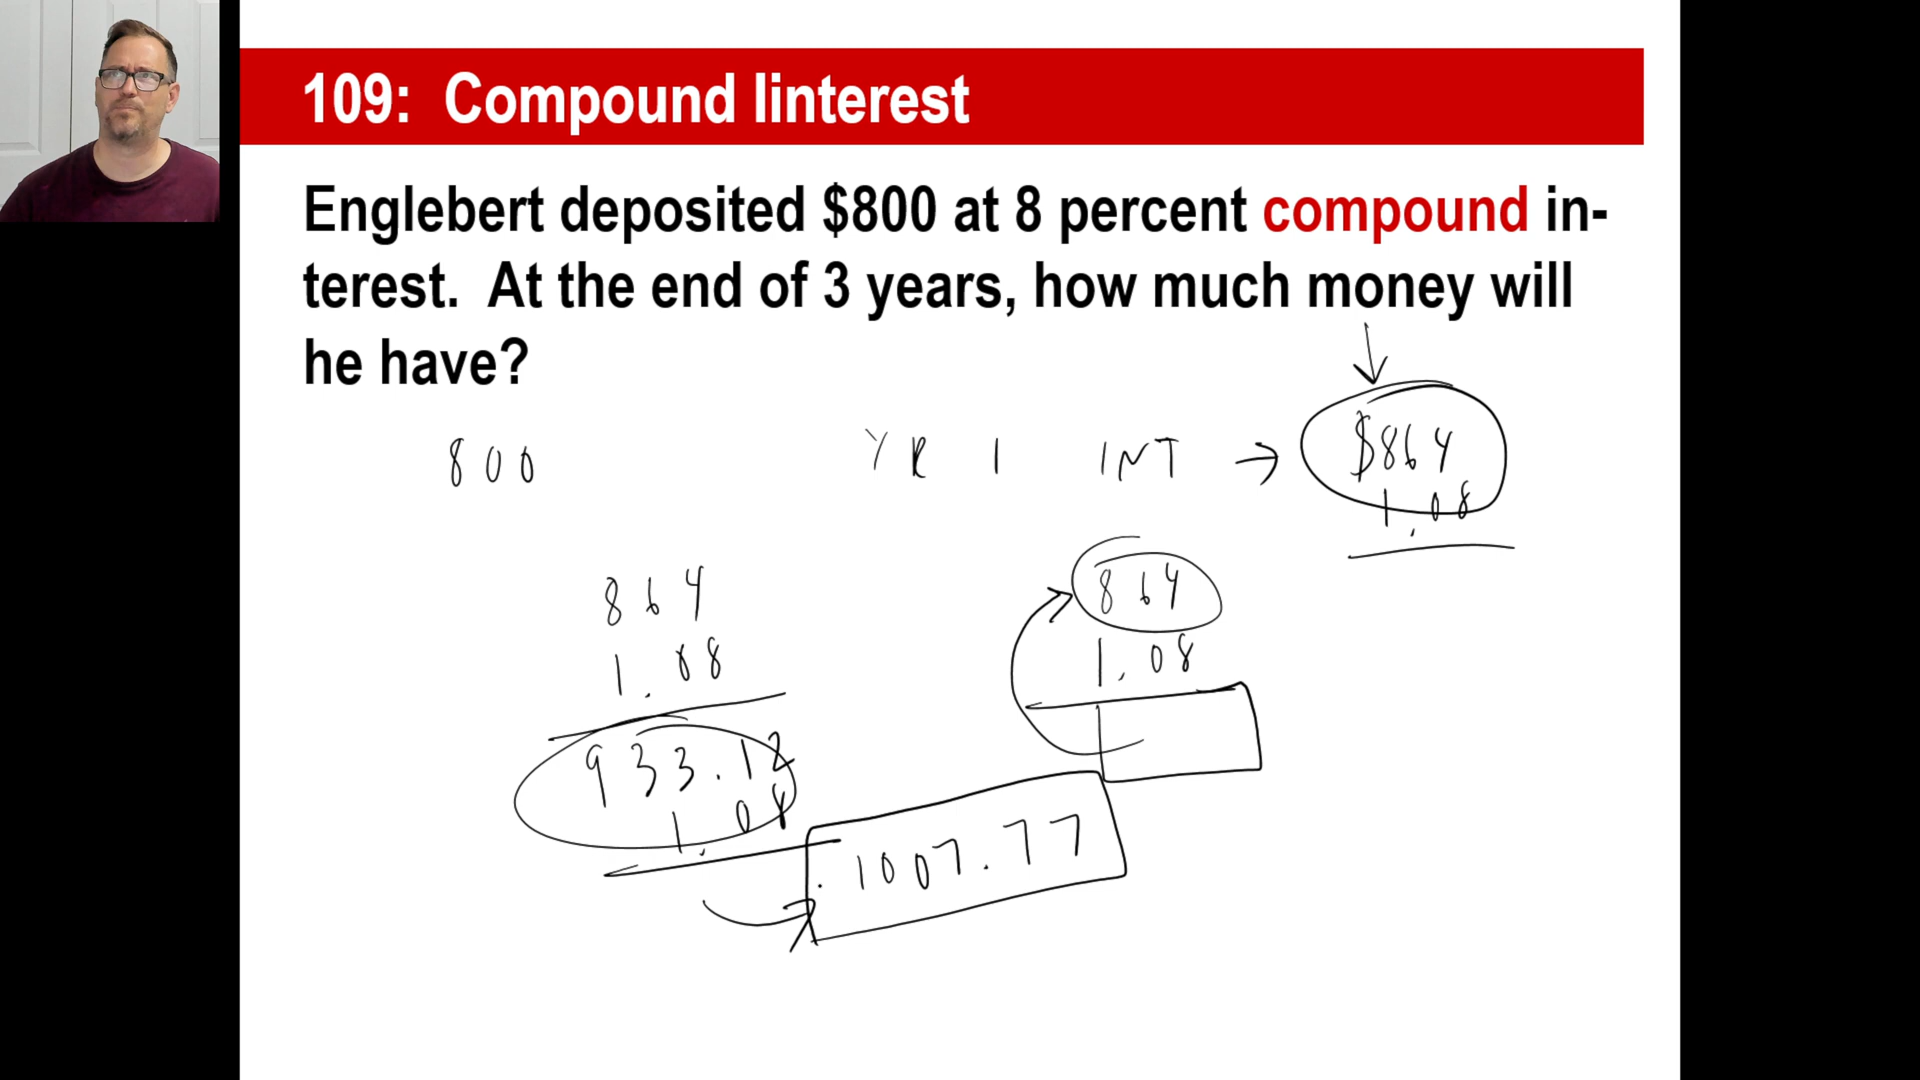 109: Compound Iinterest
Englebert deposited $800 at 8 percent compound in-
terest. At the end of 3 years, how much money will
he have?
800 YR 1 INT → $864
1.08
864
1.08
933.12
1.08
1007.77
864
1.08